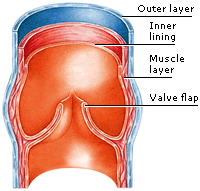 Outer layer
Inner
lining
Muscle
layer
Valve flap